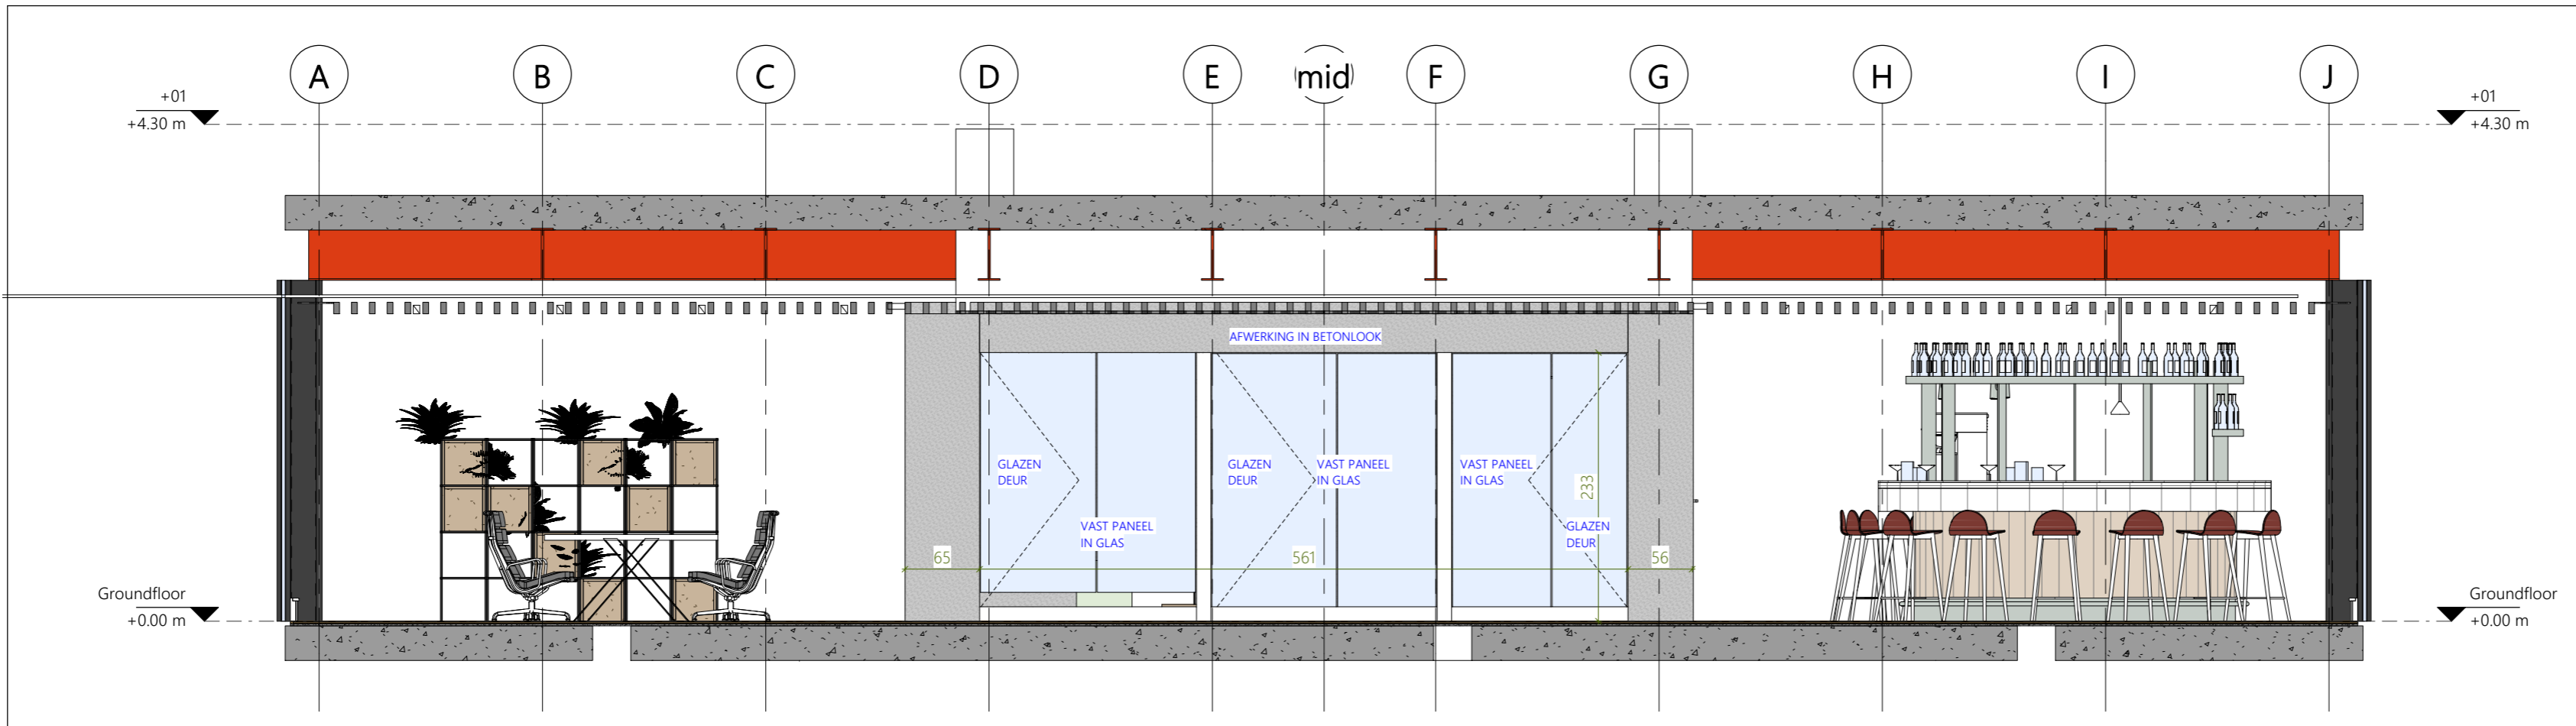 A B C D E mid F G H I J
+01
+4.30 m
+01
+4.30 m
AFWERKING IN BETONLOOK
GLAZEN
DEUR
VAST PANEEL
IN GLAS
GLAZEN
DEUR
VAST PANEEL
IN GLAS
VAST PANEEL
IN GLAS
GLAZEN
DEUR
233
65
561
56
Groundfloor
+0.00 m
Groundfloor
+0.00 m